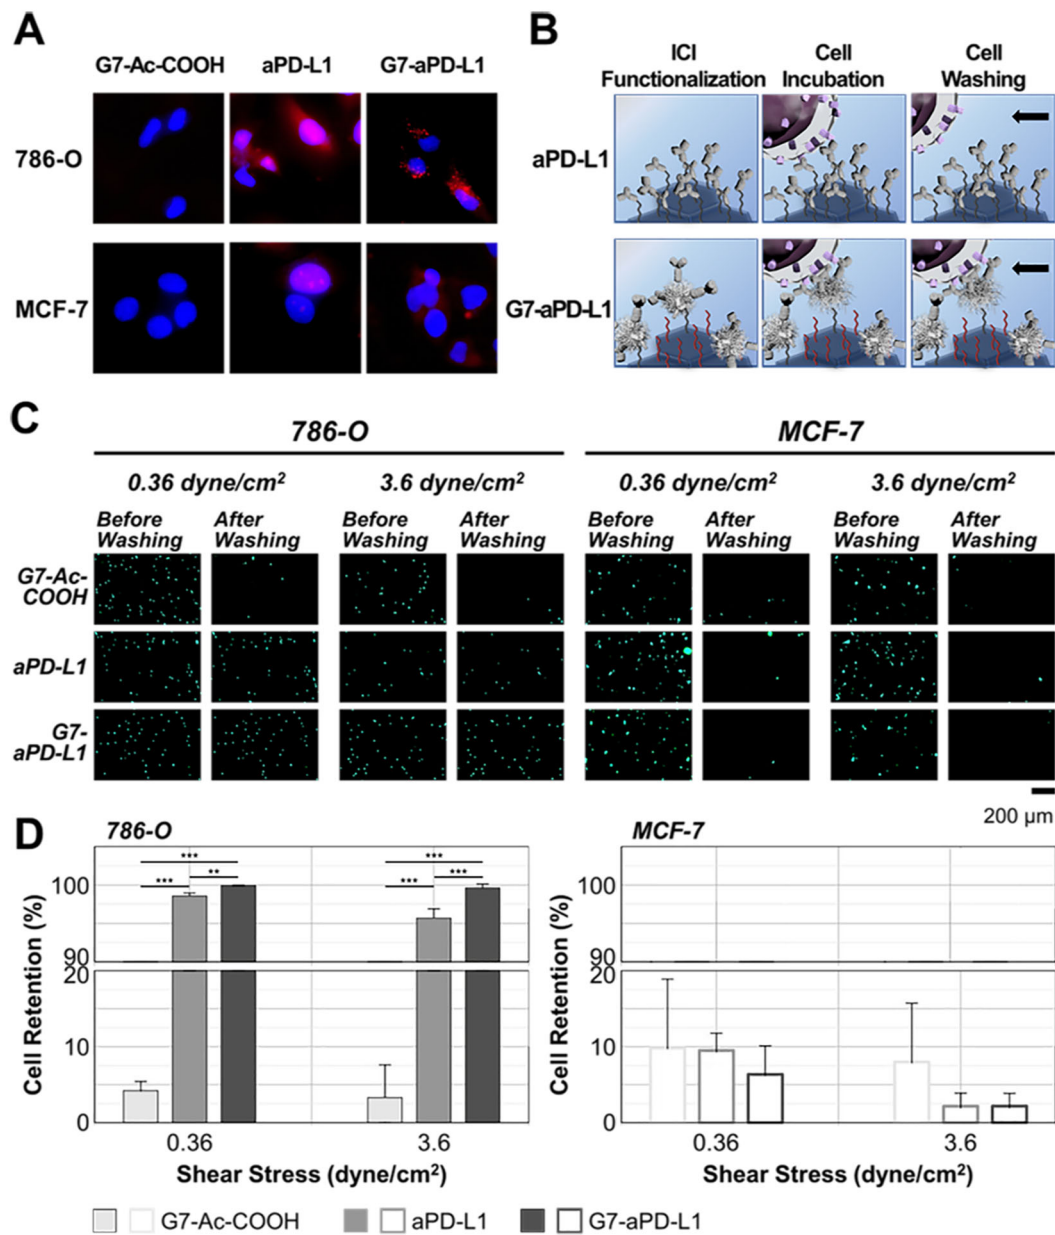 A
G7-Ac-COOH aPD-L1 G7-aPD-L1
786-O
MCF-7
B
ICI Functionalization
Cell Incubation
Cell Washing
aPD-L1
G7-aPD-L1
C
786-O MCF-7
0.36 dyne/cm² 3.6 dyne/cm² 0.36 dyne/cm² 3.6 dyne/cm²
Before After Before After Before After Before After
Washing Washing Washing Washing Washing Washing Washing Washing
G7-Ac-
COOH
aPD-L1
G7-
aPD-L1
200 µm
D
786-O
*** *** ** *** *** ***
Cell Retention (%)
100
90
20
10
0
0.36 3.6
Shear Stress (dyne/cm²)
MCF-7
Cell Retention (%)
100
90
20
10
0
0.36 3.6
Shear Stress (dyne/cm²)
G7-Ac-COOH aPD-L1 G7-aPD-L1